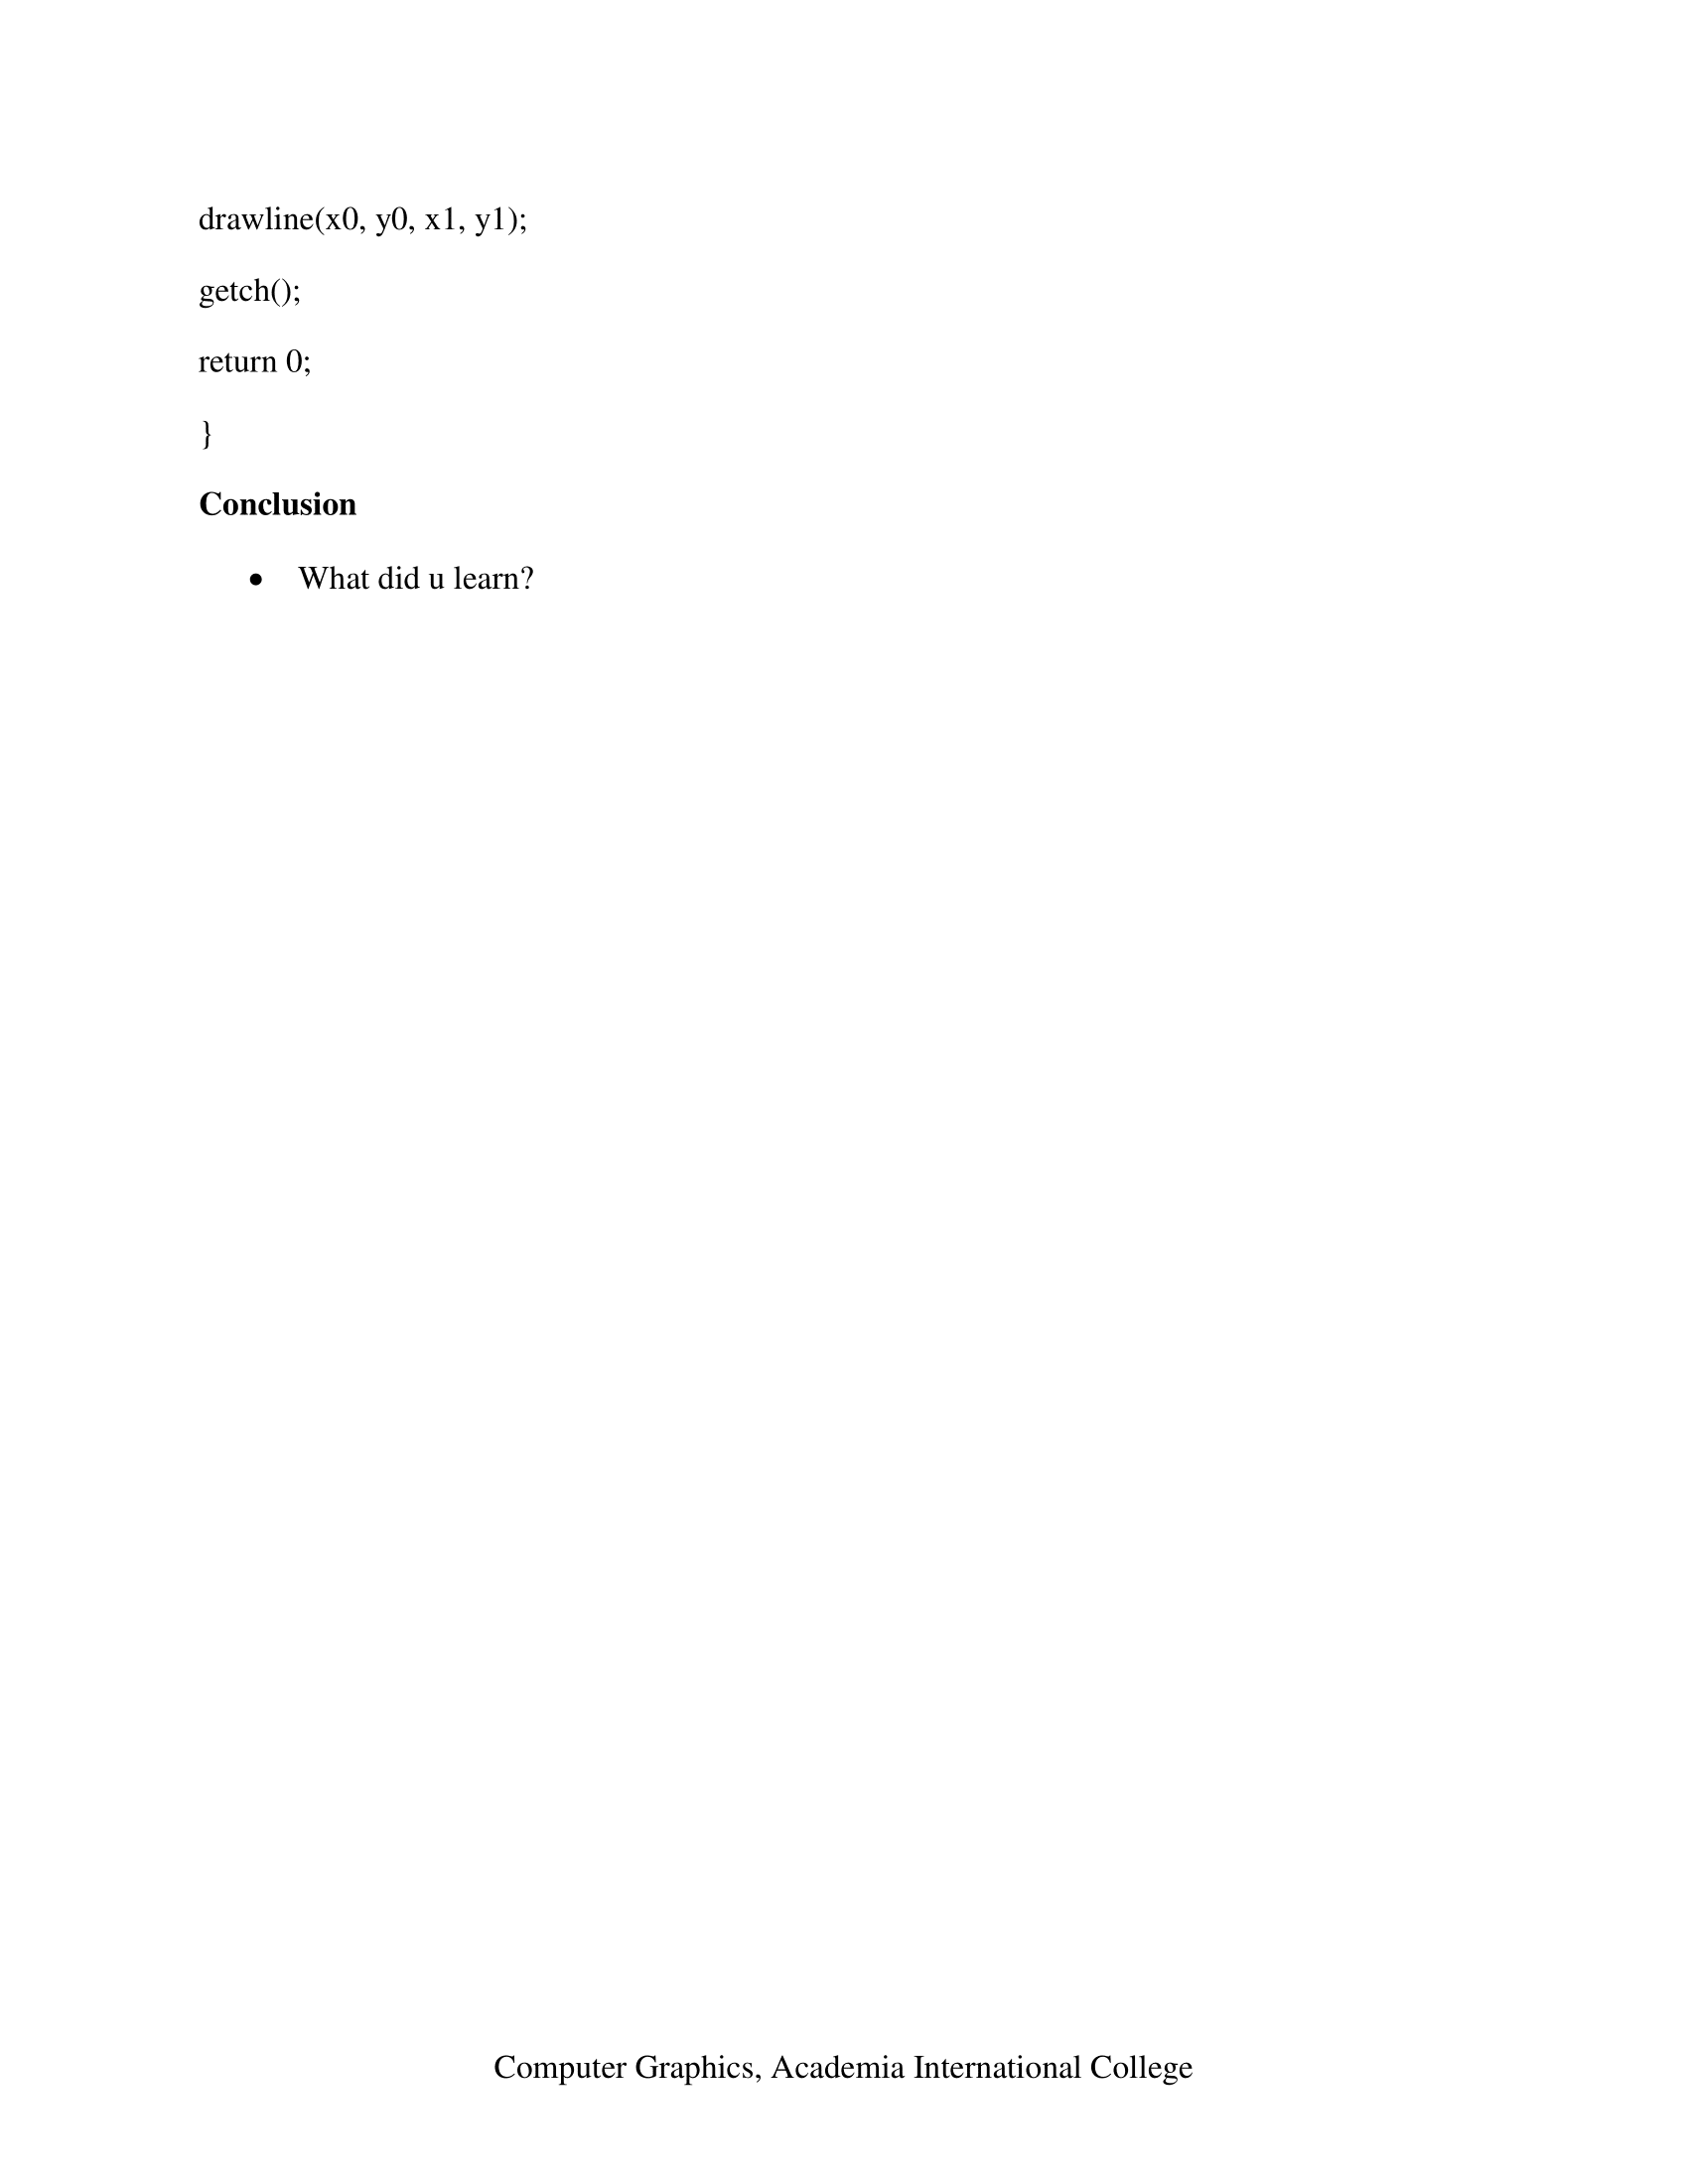 drawline(x0, y0, x1, y1);
getch();
return 0;
}
Conclusion
• What did u learn?
Computer Graphics, Academia International College